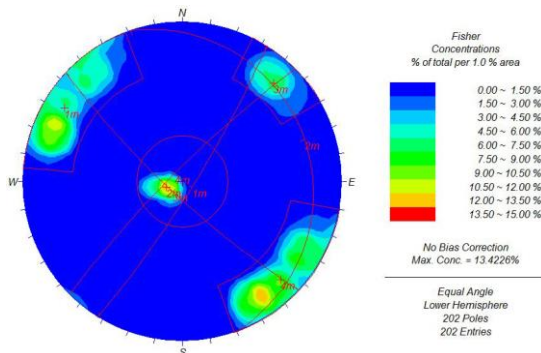 N
3m
1m
2m
W
E
1m
4m
S
Fisher
Concentrations
% of total per 1.0 % area
0.00 ~ 1.50 %
1.50 ~ 3.00 %
3.00 ~ 4.50 %
4.50 ~ 6.00 %
6.00 ~ 7.50 %
7.50 ~ 9.00 %
9.00 ~ 10.50 %
10.50 ~ 12.00 %
12.00 ~ 13.50 %
13.50 ~ 15.00 %
No Bias Correction
Max. Conc. = 13.4226%
Equal Angle
Lower Hemisphere
202 Poles
202 Entries